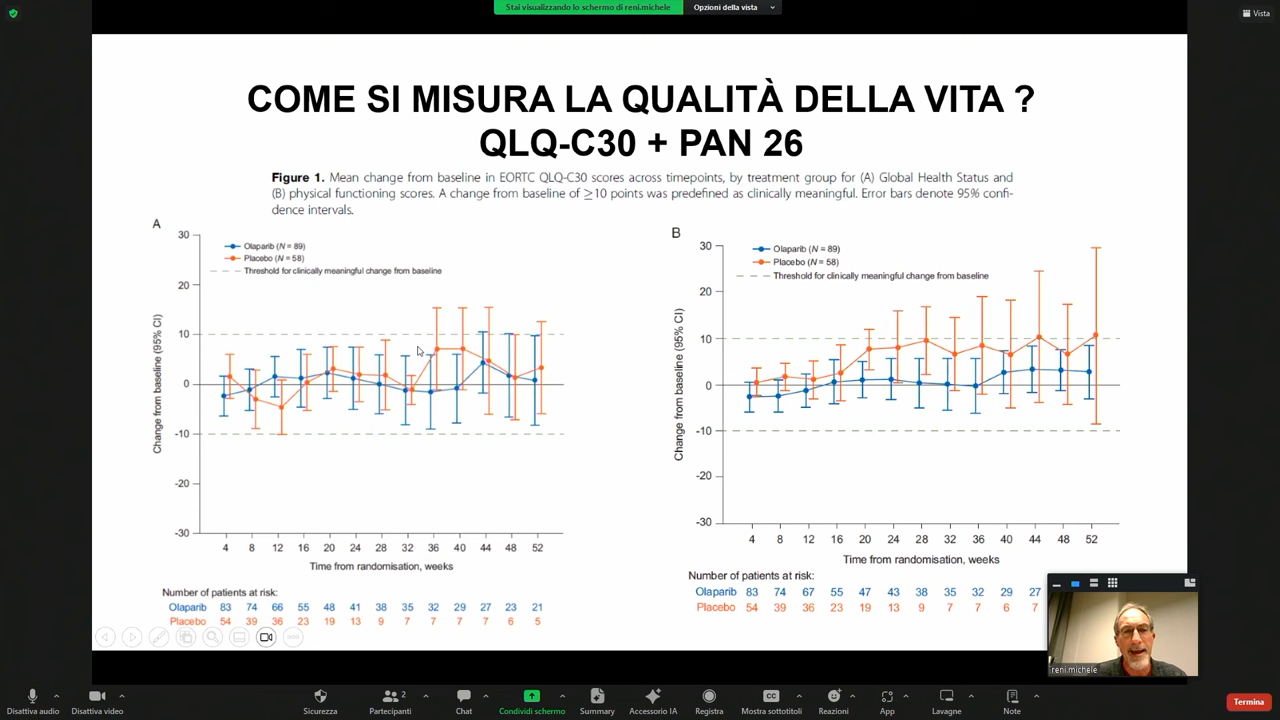 Stai visualizzando lo schermo di reni.michele
Opzioni della vista
Vista
COME SI MISURA LA QUALITÀ DELLA VITA ?
QLQ-C30 + PAN 26
Figure 1. Mean change from baseline in EORTC QLQ-C30 scores across timepoints, by treatment group for (A) Global Health Status and
(B) physical functioning scores. A change from baseline of ≥10 points was predefined as clinically meaningful. Error bars denote 95% confi-
dence intervals.
A
Olaparib (N = 89)
Placebo (N = 58)
Threshold for clinically meaningful change from baseline
Change from baseline (95% CI)
30
20
10
0
-10
-20
-30
4 8 12 16 20 24 28 32 36 40 44 48 52
Time from randomisation, weeks
Number of patients at risk:
Olaparib 83 74 66 55 48 41 38 35 32 29 27 23 21
Placebo 54 39 36 23 19 13 9 7 7 7 7 6 5
B
Olaparib (N = 89)
Placebo (N = 58)
Threshold for clinically meaningful change from baseline
Change from baseline (95% CI)
30
20
10
0
-10
-20
-30
4 8 12 16 20 24 28 32 36 40 44 48 52
Time from randomisation, weeks
Number of patients at risk:
Olaparib 83 74 67 55 47 43 38 35 32 29 27
Placebo 54 39 36 23 19 13 9 7 7 6 7
reni.michele
Disattiva audio
Disattiva video
Sicurezza
2
Partecipanti
Chat
Condividi schermo
Summary
Accessorio IA
Registra
CC
Mostra sottotitoli
Reazioni
App
Lavagne
Note
Termina